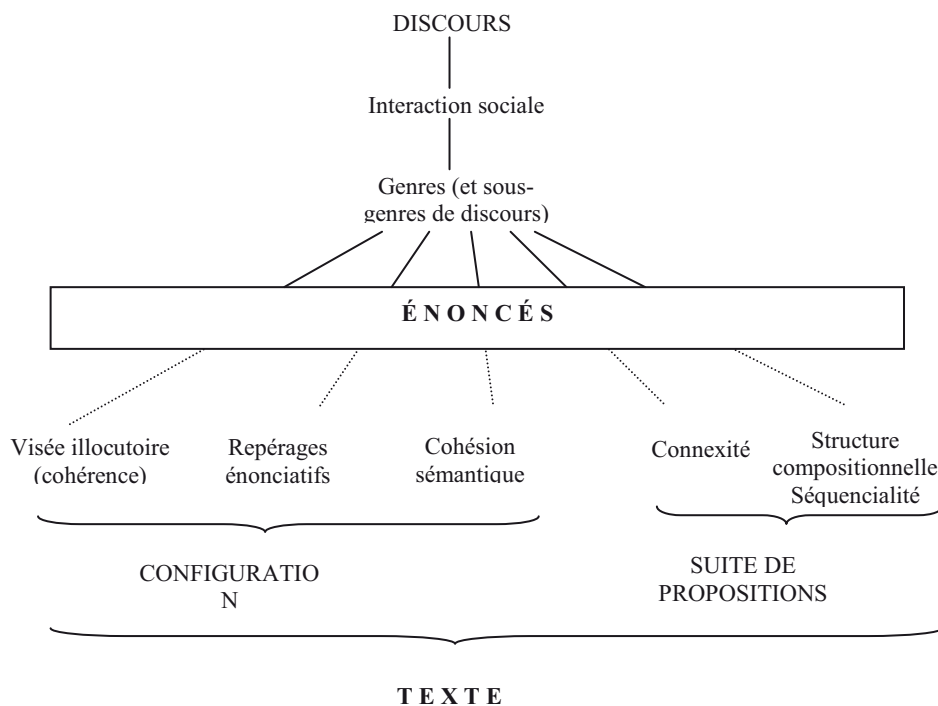 DISCOURS
Interaction sociale
Genres (et sous-
genres de discours)
É N O N C É S
Visée illocutoire
(cohérence)
Repérages
énonciatifs
Cohésion
sémantique
Connexité
Structure
compositionnelle
Séquencialité
CONFIGURATIO
N
SUITE DE
PROPOSITIONS
T E X T E